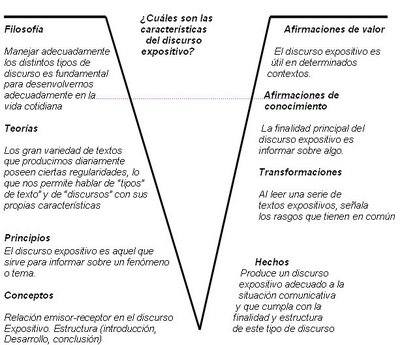 ¿Cuáles son las
características
del discurso
expositivo?
Filosofía
Manejar adecuadamente
los distintos tipos de
discurso es fundamental
para desenvolvernos
adecuadamente en la
vida cotidiana
Teorías
Los gran variedad de textos
que producimos diariamente
poseen ciertas regularidades, lo
que nos permite hablar de "tipos"
de texto" y de "discursos" con sus
propias características
Principios
El discurso expositivo es aquel que
sirve para informar sobre un fenómeno
o tema.
Conceptos
Relación emisor-receptor en el discurso
Expositivo. Estructura (introducción,
Desarrollo, conclusión)
Afirmaciones de valor
El discurso expositivo es
útil en determinados
contextos.
Afirmaciones de
conocimiento
La finalidad principal del
discurso expositivo es
informar sobre algo.
Transformaciones
Al leer una serie de
textos expositivos, señala
los rasgos que tienen en común
Hechos
Produce un discurso
expositivo adecuado a la
situación comunicativa
y que cumpla con la
finalidad y estructura
de este tipo de discurso